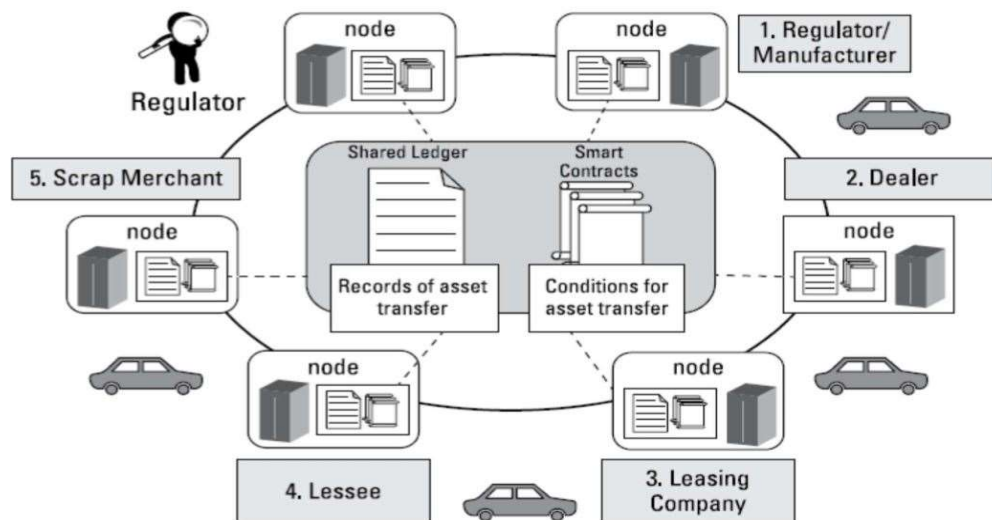 node
node
1. Regulator/
Manufacturer
Regulator
Shared Ledger
Smart
Contracts
5. Scrap Merchant
2. Dealer
node
node
Records of asset
transfer
Conditions for
asset transfer
node
node
4. Lessee
3. Leasing
Company